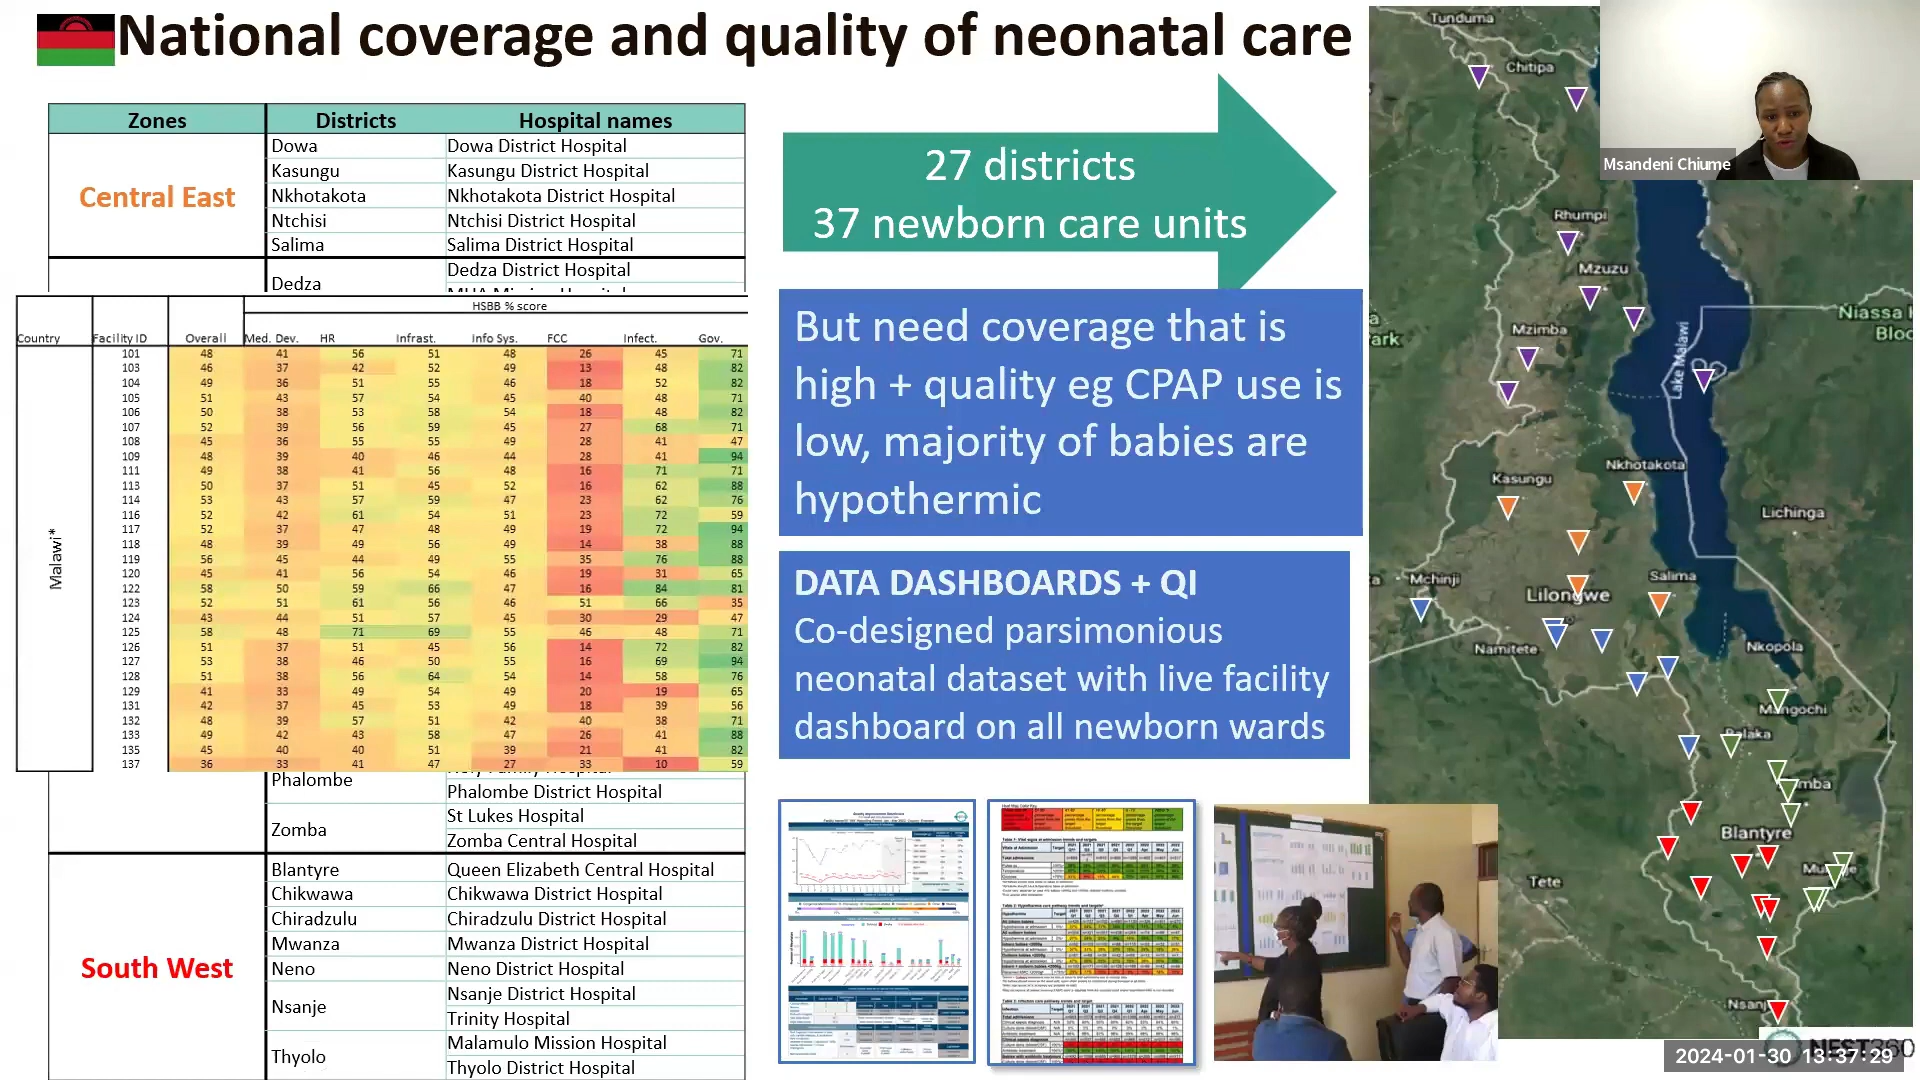 National coverage and quality of neonatal care
Zones Districts Hospital names
Central East
Dowa Dowa District Hospital
Kasungu Kasungu District Hospital
Nkhotakota Nkhotakota District Hospital
Ntchisi Ntchisi District Hospital
Salima Salima District Hospital
Dedza Dedza District Hospital
HSBB % score
Country Facility ID Overall Med. Dev. HR Infrast. Info Sys. FCC Infect. Gov.
Malawi*
101 48 41 56 51 48 26 45 71
103 46 37 42 52 49 13 48 82
104 49 36 51 55 46 18 52 82
105 51 43 57 54 45 40 48 71
106 50 38 53 58 54 18 48 82
107 52 39 56 59 45 27 68 71
108 45 36 55 55 49 28 41 47
109 48 39 40 46 44 28 41 94
111 49 38 41 56 48 16 71 71
113 50 37 51 45 52 16 62 88
114 53 43 57 59 47 23 62 76
116 52 42 61 54 51 23 72 59
117 52 37 47 48 49 19 72 94
118 48 39 49 56 49 14 38 88
119 56 45 44 49 55 35 76 88
120 45 41 56 54 46 19 31 65
122 58 50 59 66 47 16 84 81
123 52 51 61 56 46 51 66 35
124 43 44 51 57 45 30 29 47
125 58 48 71 69 55 46 48 71
126 51 37 51 45 56 14 72 82
127 53 38 46 50 55 16 69 94
128 51 38 56 64 54 14 58 76
129 41 33 49 54 49 20 19 65
131 42 37 45 53 49 18 39 56
132 48 39 57 51 42 40 38 71
133 49 42 43 58 47 26 41 88
135 45 40 40 51 39 21 41 82
137 36 33 41 47 27 33 10 59
Phalombe
Phalombe District Hospital
Zomba
St Lukes Hospital
Zomba Central Hospital
South West
Blantyre Queen Elizabeth Central Hospital
Chikwawa Chikwawa District Hospital
Chiradzulu Chiradzulu District Hospital
Mwanza Mwanza District Hospital
Neno Neno District Hospital
Nsanje Nsanje District Hospital
Trinity Hospital
Thyolo Malamulo Mission Hospital
Thyolo District Hospital
27 districts
37 newborn care units
But need coverage that is
high + quality eg CPAP use is
low, majority of babies are
hypothermic
DATA DASHBOARDS + QI
Co-designed parsimonious
neonatal dataset with live facility
dashboard on all newborn wards
Tunduma
Chitipa
Msandeni Chiume
Rhumpi
Mzuzu
Niassa
Mzimba
Lake Malawi
Nkhotakota
Kasungu
Lichinga
Mchinji
Salima
Lilongwe
Namitete
Nkopola
Mangochi
Balaka
Blantyre
Tete
Nsanje
NEST360
2024-01-30 13:37:29